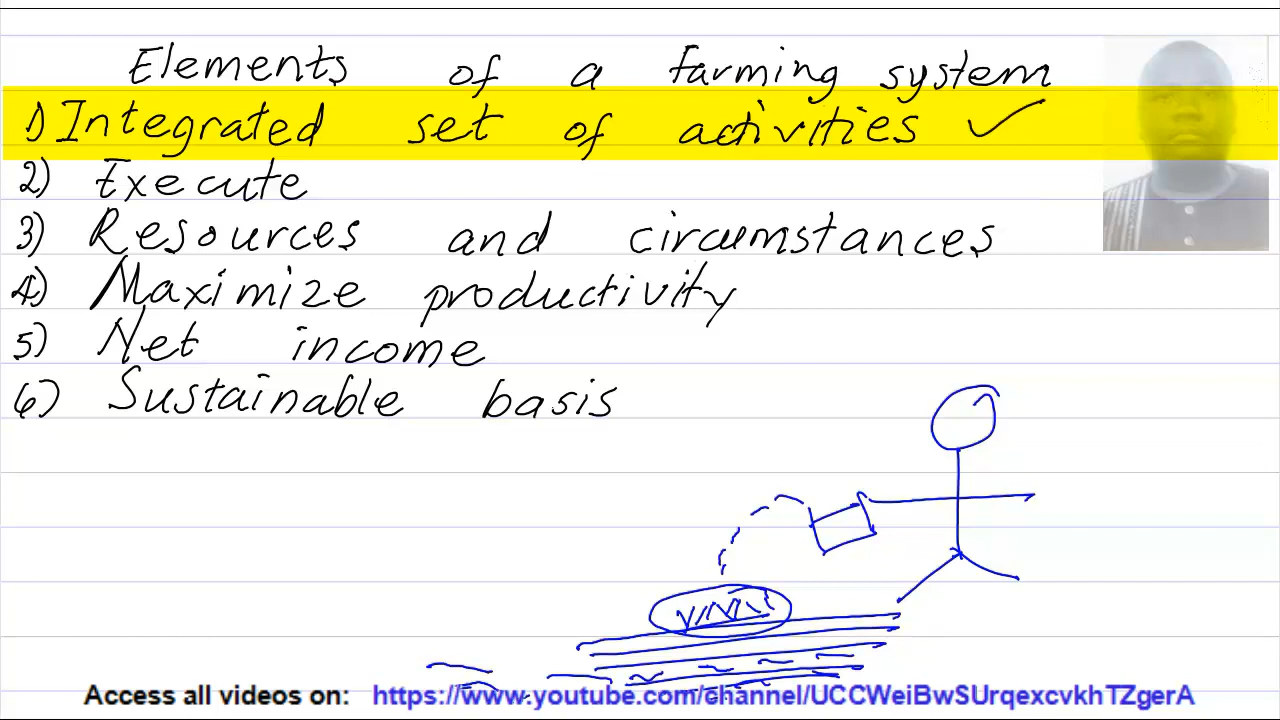 Elements of a farming system
1) Integrated set of activities ✓
2) Execute
3) Resources and circumstances
4) Maximize productivity
5) Net income
6) Sustainable basis
Access all videos on: https://www.youtube.com/channel/UCCWeiBwSUrqexcvkhTZgerA